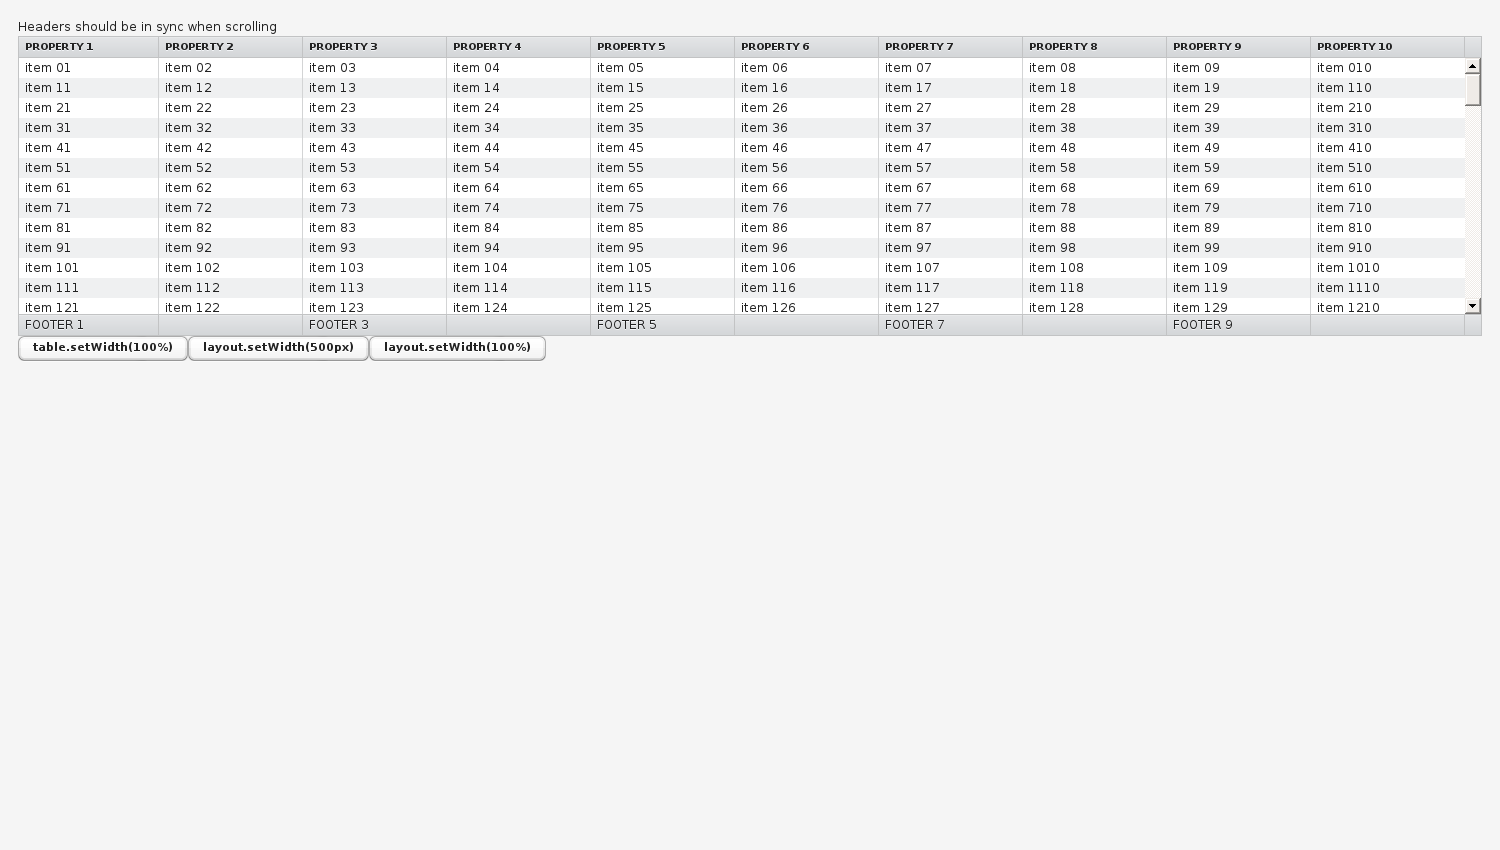 Headers should be in sync when scrolling
PROPERTY 1 PROPERTY 2 PROPERTY 3 PROPERTY 4 PROPERTY 5 PROPERTY 6 PROPERTY 7 PROPERTY 8 PROPERTY 9 PROPERTY 10
item 01 item 02 item 03 item 04 item 05 item 06 item 07 item 08 item 09 item 010
item 11 item 12 item 13 item 14 item 15 item 16 item 17 item 18 item 19 item 110
item 21 item 22 item 23 item 24 item 25 item 26 item 27 item 28 item 29 item 210
item 31 item 32 item 33 item 34 item 35 item 36 item 37 item 38 item 39 item 310
item 41 item 42 item 43 item 44 item 45 item 46 item 47 item 48 item 49 item 410
item 51 item 52 item 53 item 54 item 55 item 56 item 57 item 58 item 59 item 510
item 61 item 62 item 63 item 64 item 65 item 66 item 67 item 68 item 69 item 610
item 71 item 72 item 73 item 74 item 75 item 76 item 77 item 78 item 79 item 710
item 81 item 82 item 83 item 84 item 85 item 86 item 87 item 88 item 89 item 810
item 91 item 92 item 93 item 94 item 95 item 96 item 97 item 98 item 99 item 910
item 101 item 102 item 103 item 104 item 105 item 106 item 107 item 108 item 109 item 1010
item 111 item 112 item 113 item 114 item 115 item 116 item 117 item 118 item 119 item 1110
item 121 item 122 item 123 item 124 item 125 item 126 item 127 item 128 item 129 item 1210
FOOTER 1 FOOTER 3 FOOTER 5 FOOTER 7 FOOTER 9
table.setWidth(100%) layout.setWidth(500px) layout.setWidth(100%)